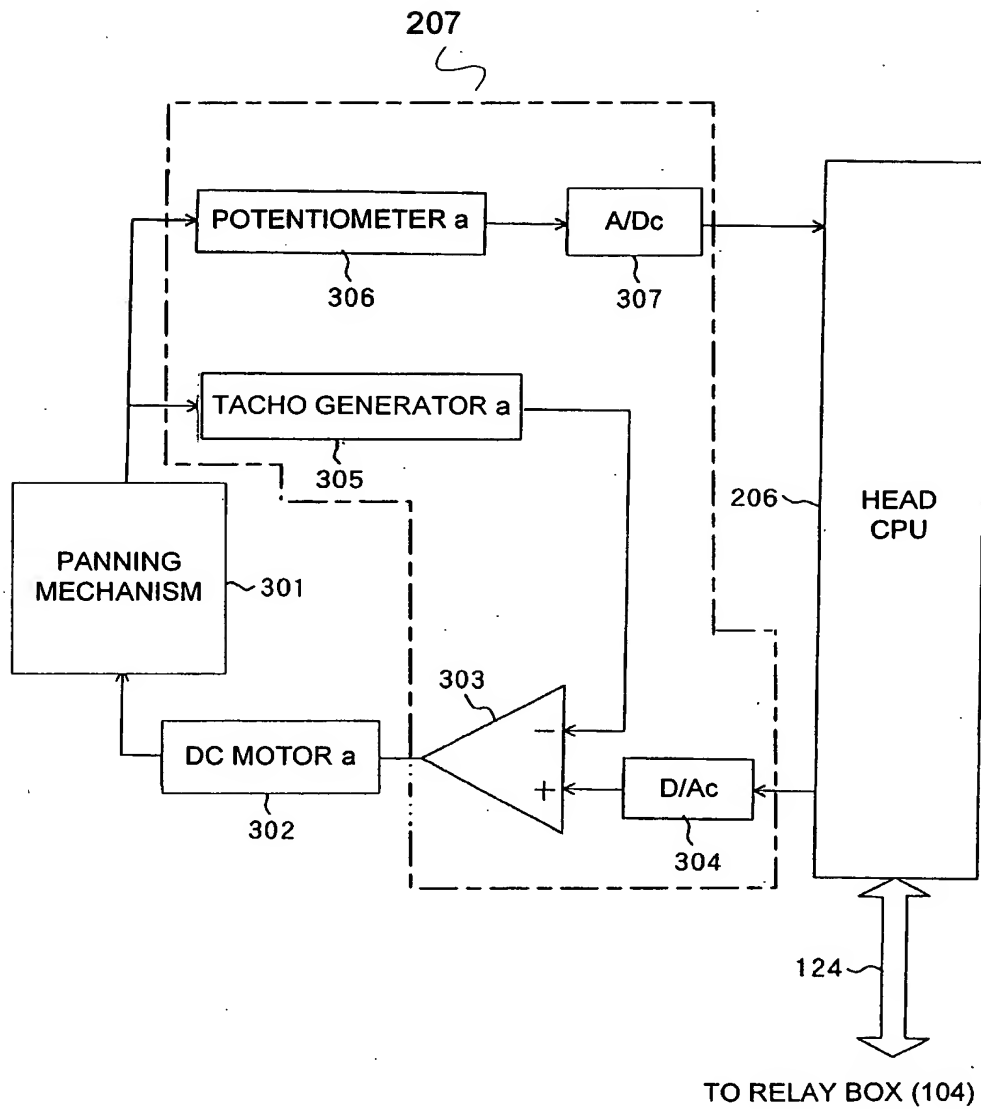 207
POTENTIOMETER a
306
A/Dc
307
TACHO GENERATOR a
305
206
HEAD
CPU
PANNING
MECHANISM
301
303
−
+
DC MOTOR a
302
D/Ac
304
124
TO RELAY BOX (104)